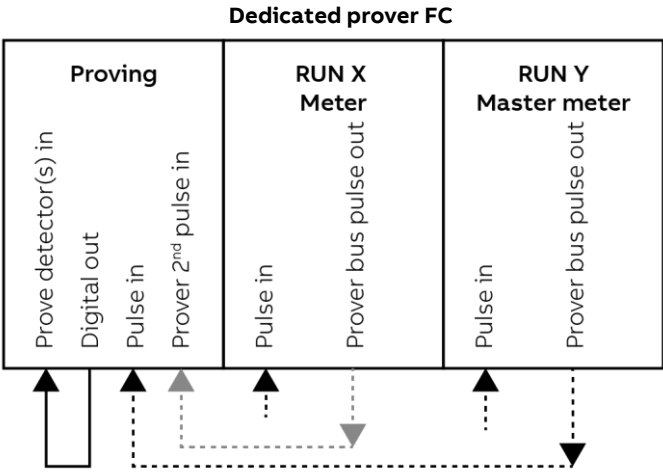 Dedicated prover FC
Proving
RUN X
Meter
RUN Y
Master meter
Prove detector(s) in
Digital out
Pulse in
Prover 2nd pulse in
Pulse in
Prover bus pulse out
Pulse in
Prover bus pulse out